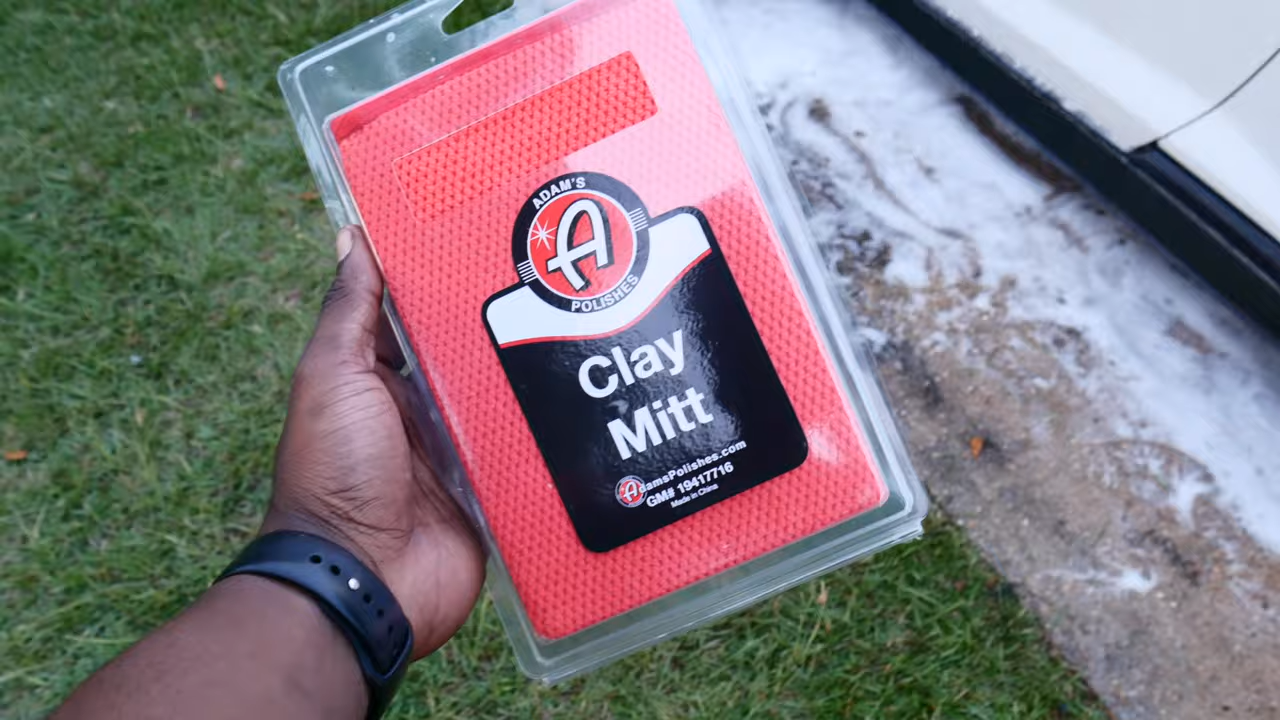 ADAM'S
A
POLISHES
Clay
Mitt
AdamsPolishes.com
GM# 19417716
Made in China